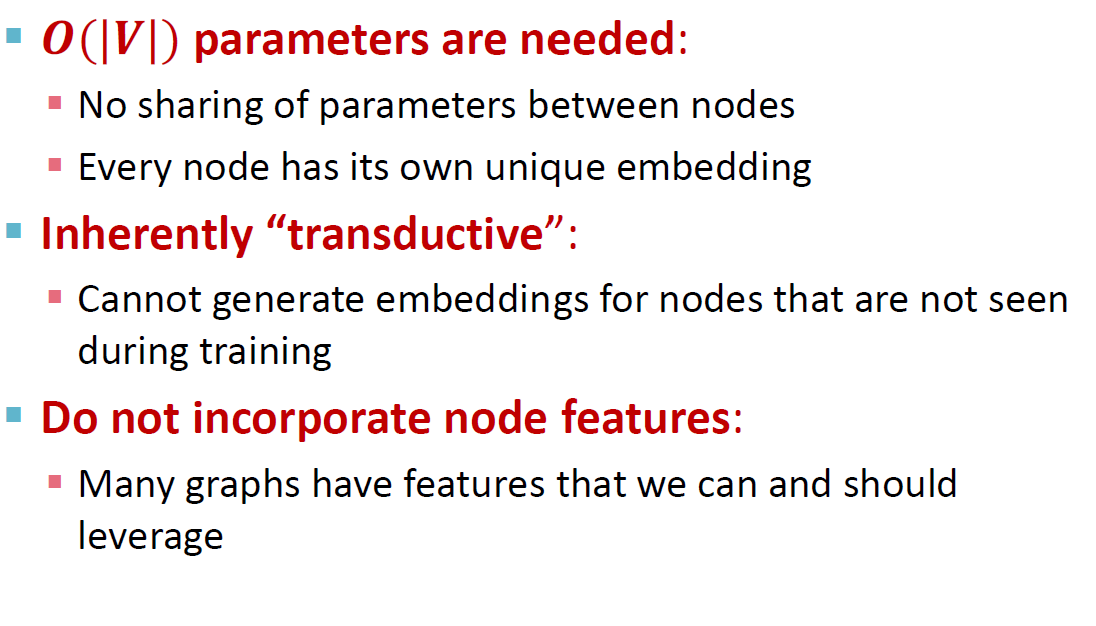 ▪ O(|V|) parameters are needed:
▪ No sharing of parameters between nodes
▪ Every node has its own unique embedding
▪ Inherently “transductive”:
▪ Cannot generate embeddings for nodes that are not seen
during training
▪ Do not incorporate node features:
▪ Many graphs have features that we can and should
leverage